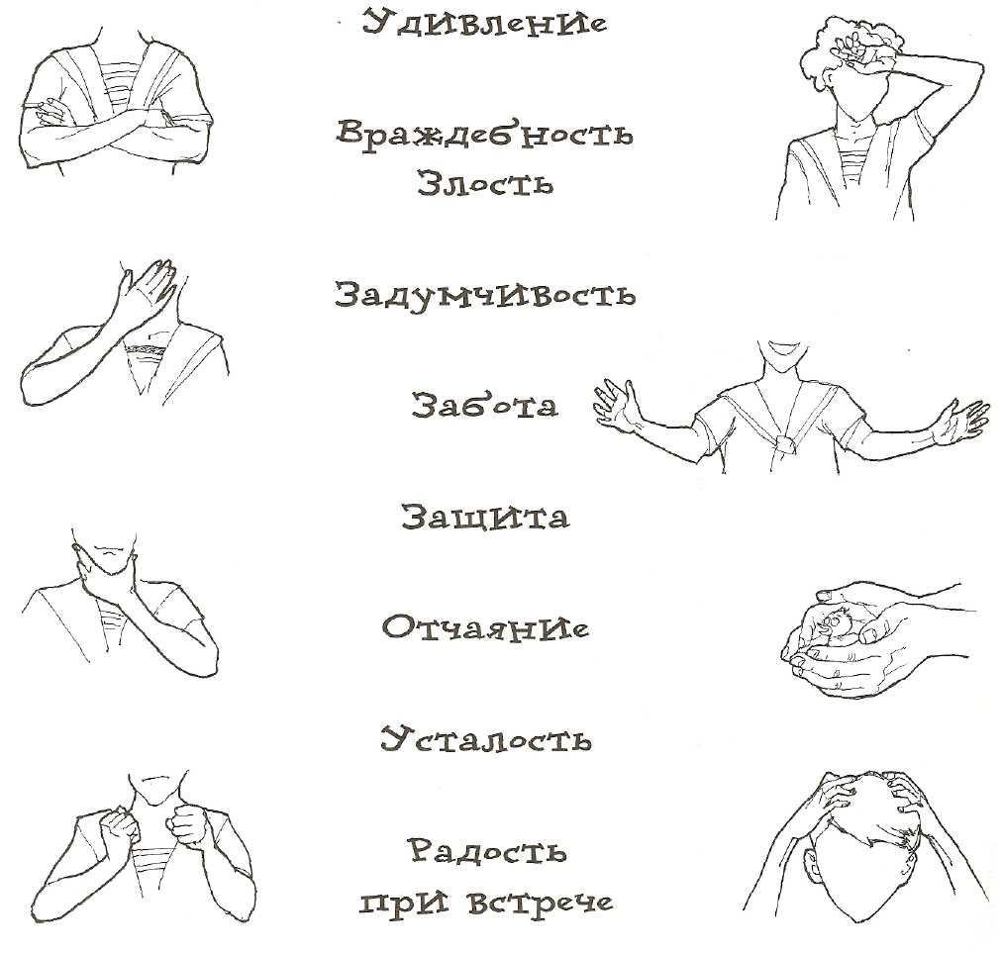 Удивление
Враждебность
Злость
Задумчивость
Забота
Защита
Отчаяние
Усталость
Радость
при встрече